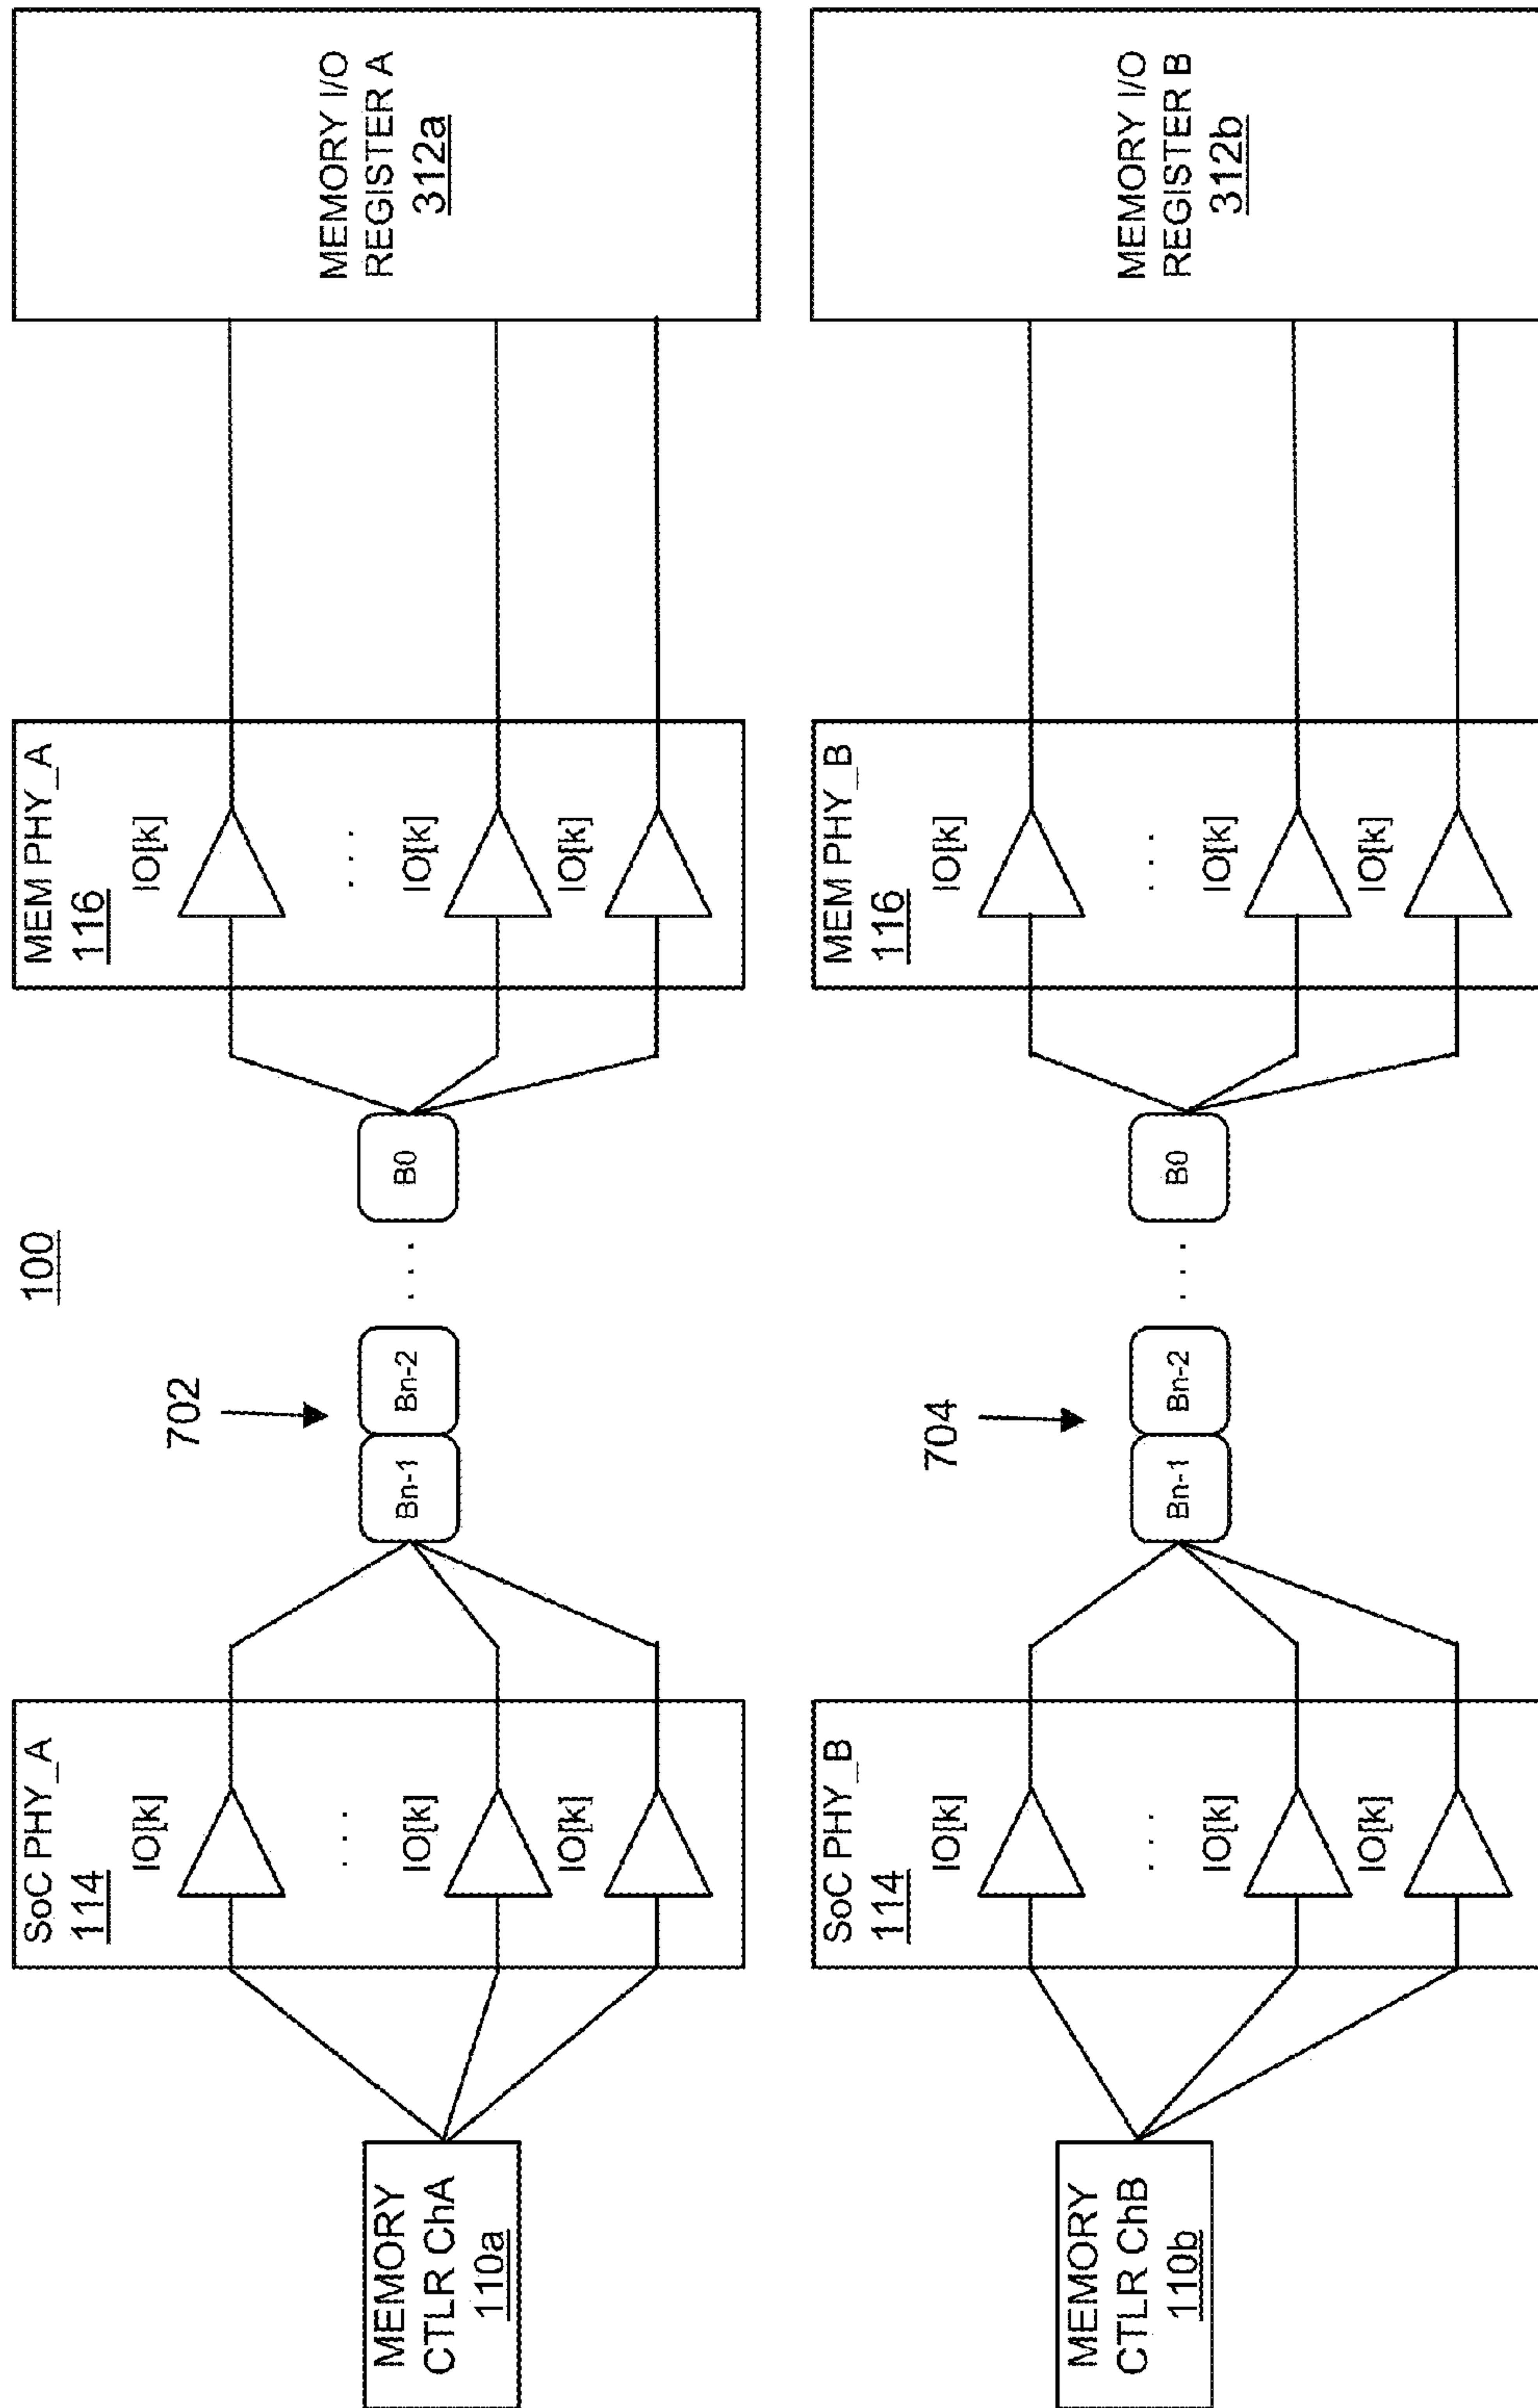 100
MEMORY
CTLR ChA
110a
SoC PHY_A
114
IO[k]
. . .
IO[k]
IO[k]
702
Bn-1
Bn-2
. . .
B0
MEM PHY_A
116
IO[k]
. . .
IO[k]
IO[k]
MEMORY I/O
REGISTER A
312a
MEMORY
CTLR ChB
110b
SoC PHY_B
114
IO[k]
. . .
IO[k]
IO[k]
704
Bn-1
Bn-2
. . .
B0
MEM PHY_B
116
IO[k]
. . .
IO[k]
IO[k]
MEMORY I/O
REGISTER B
312b